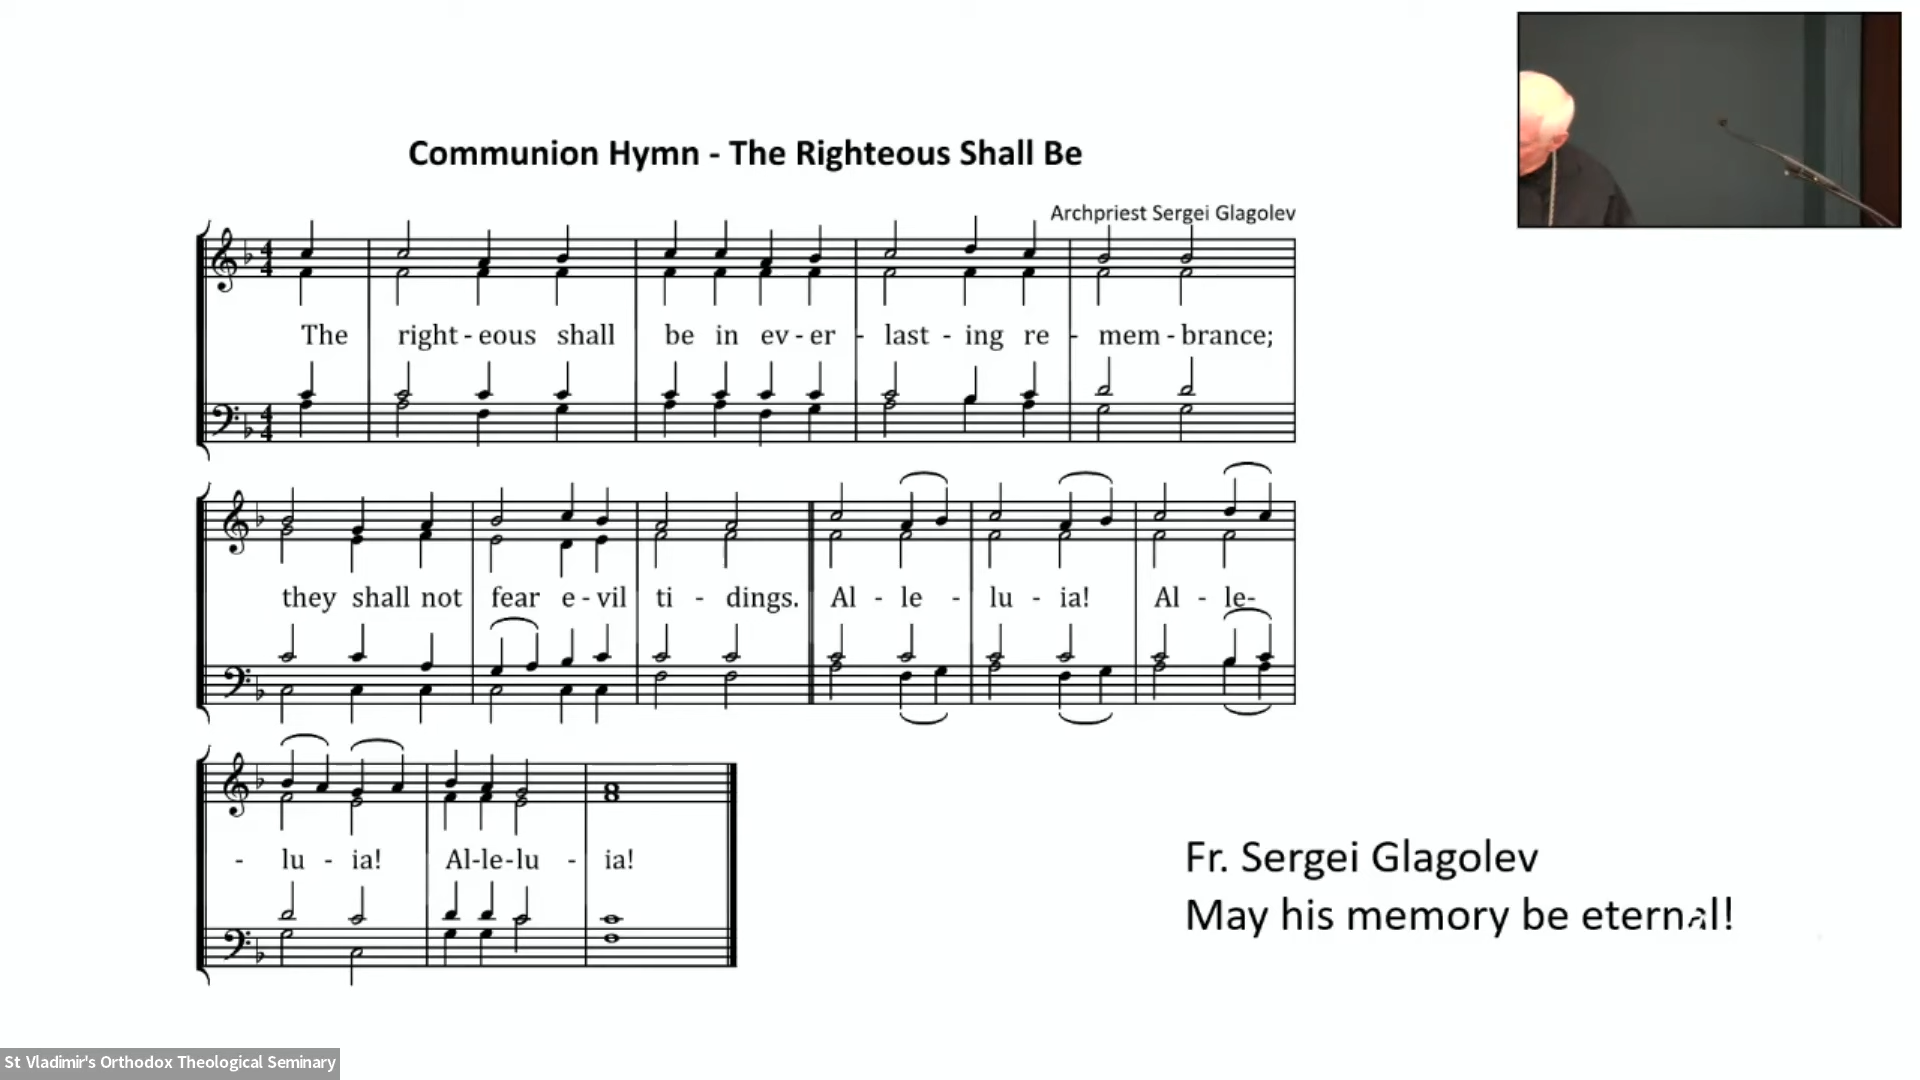 Communion Hymn - The Righteous Shall Be
Archpriest Sergei Glagolev
The right - eous shall be in ev - er - last - ing re - mem - brance;
they shall not fear e - vil ti - dings. Al - le - lu - ia! Al - le-
- lu - ia! Al-le-lu - ia!
Fr. Sergei Glagolev
May his memory be eternal!
St Vladimir's Orthodox Theological Seminary